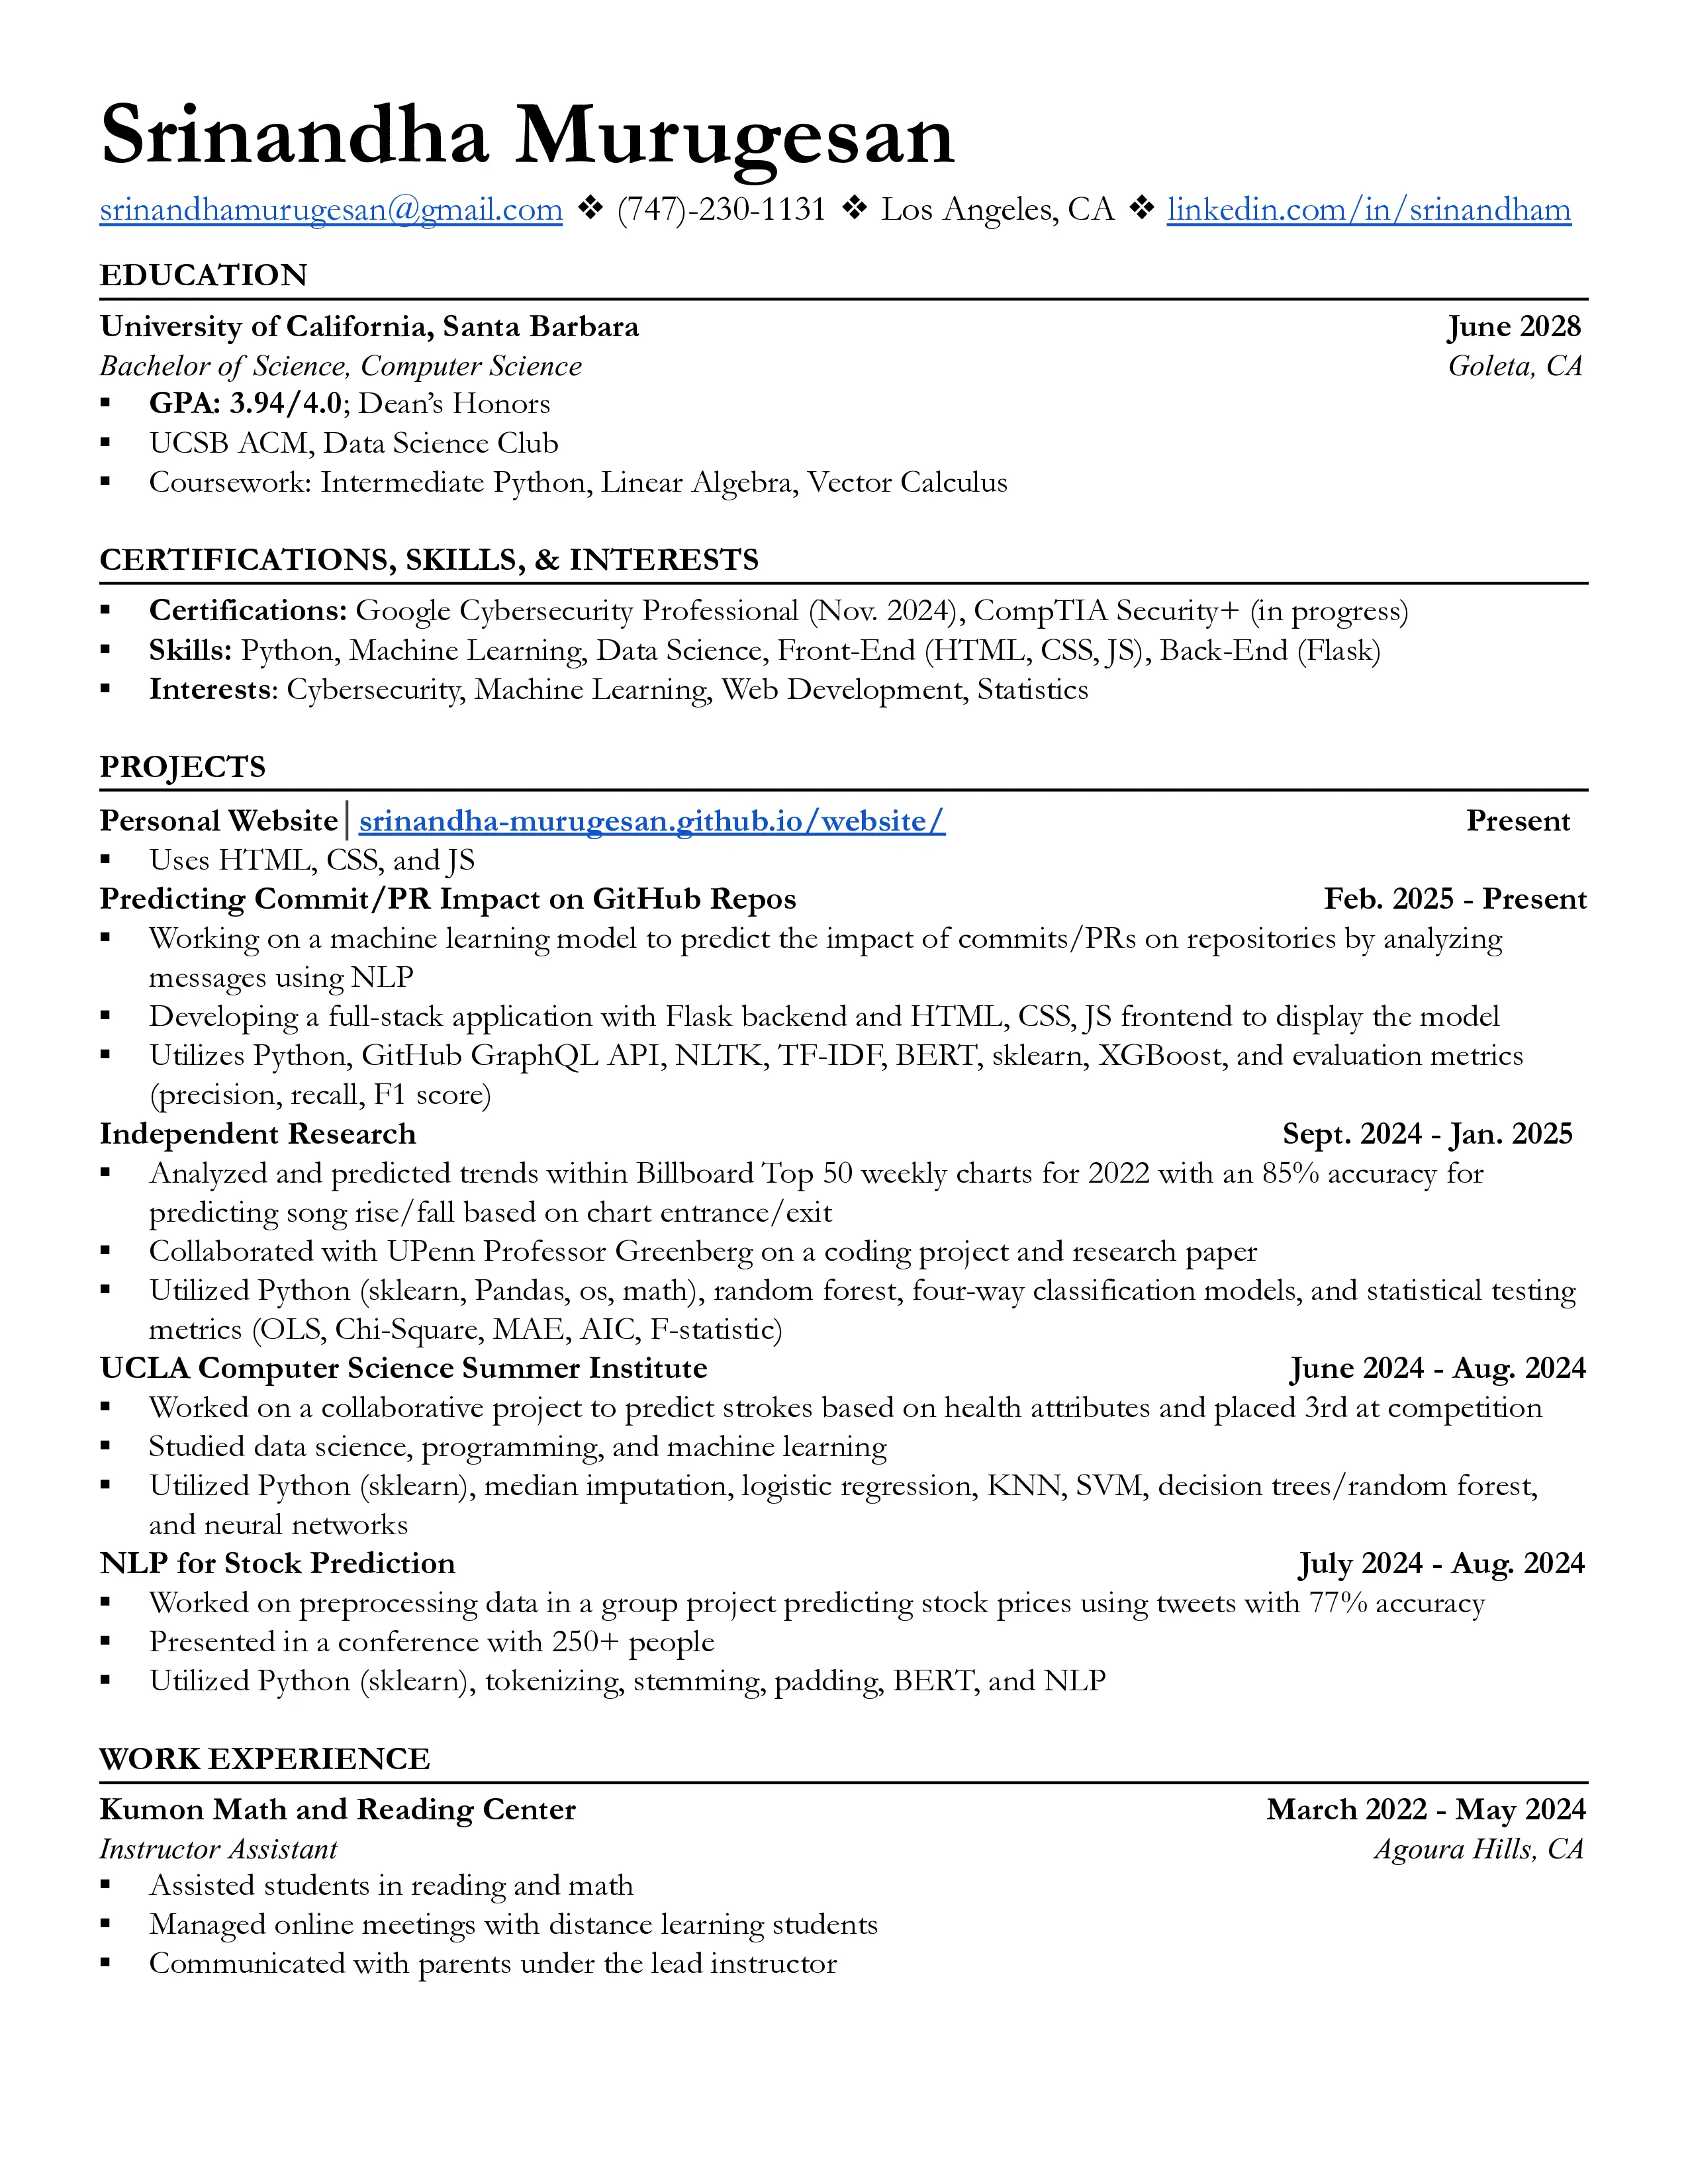 Srinandha Murugesan
srinandhamurugesan@gmail.com ❖ (747)-230-1131 ❖ Los Angeles, CA ❖ linkedin.com/in/srinandham
EDUCATION
University of California, Santa Barbara June 2028
Bachelor of Science, Computer Science Goleta, CA
▪ GPA: 3.94/4.0; Dean’s Honors
▪ UCSB ACM, Data Science Club
▪ Coursework: Intermediate Python, Linear Algebra, Vector Calculus
CERTIFICATIONS, SKILLS, & INTERESTS
▪ Certifications: Google Cybersecurity Professional (Nov. 2024), CompTIA Security+ (in progress)
▪ Skills: Python, Machine Learning, Data Science, Front-End (HTML, CSS, JS), Back-End (Flask)
▪ Interests: Cybersecurity, Machine Learning, Web Development, Statistics
PROJECTS
Personal Website│srinandha-murugesan.github.io/website/ Present
▪ Uses HTML, CSS, and JS
Predicting Commit/PR Impact on GitHub Repos Feb. 2025 - Present
▪ Working on a machine learning model to predict the impact of commits/PRs on repositories by analyzing
messages using NLP
▪ Developing a full-stack application with Flask backend and HTML, CSS, JS frontend to display the model
▪ Utilizes Python, GitHub GraphQL API, NLTK, TF-IDF, BERT, sklearn, XGBoost, and evaluation metrics
(precision, recall, F1 score)
Independent Research Sept. 2024 - Jan. 2025
▪ Analyzed and predicted trends within Billboard Top 50 weekly charts for 2022 with an 85% accuracy for
predicting song rise/fall based on chart entrance/exit
▪ Collaborated with UPenn Professor Greenberg on a coding project and research paper
▪ Utilized Python (sklearn, Pandas, os, math), random forest, four-way classification models, and statistical testing
metrics (OLS, Chi-Square, MAE, AIC, F-statistic)
UCLA Computer Science Summer Institute June 2024 - Aug. 2024
▪ Worked on a collaborative project to predict strokes based on health attributes and placed 3rd at competition
▪ Studied data science, programming, and machine learning
▪ Utilized Python (sklearn), median imputation, logistic regression, KNN, SVM, decision trees/random forest,
and neural networks
NLP for Stock Prediction July 2024 - Aug. 2024
▪ Worked on preprocessing data in a group project predicting stock prices using tweets with 77% accuracy
▪ Presented in a conference with 250+ people
▪ Utilized Python (sklearn), tokenizing, stemming, padding, BERT, and NLP
WORK EXPERIENCE
Kumon Math and Reading Center March 2022 - May 2024
Instructor Assistant Agoura Hills, CA
▪ Assisted students in reading and math
▪ Managed online meetings with distance learning students
▪ Communicated with parents under the lead instructor